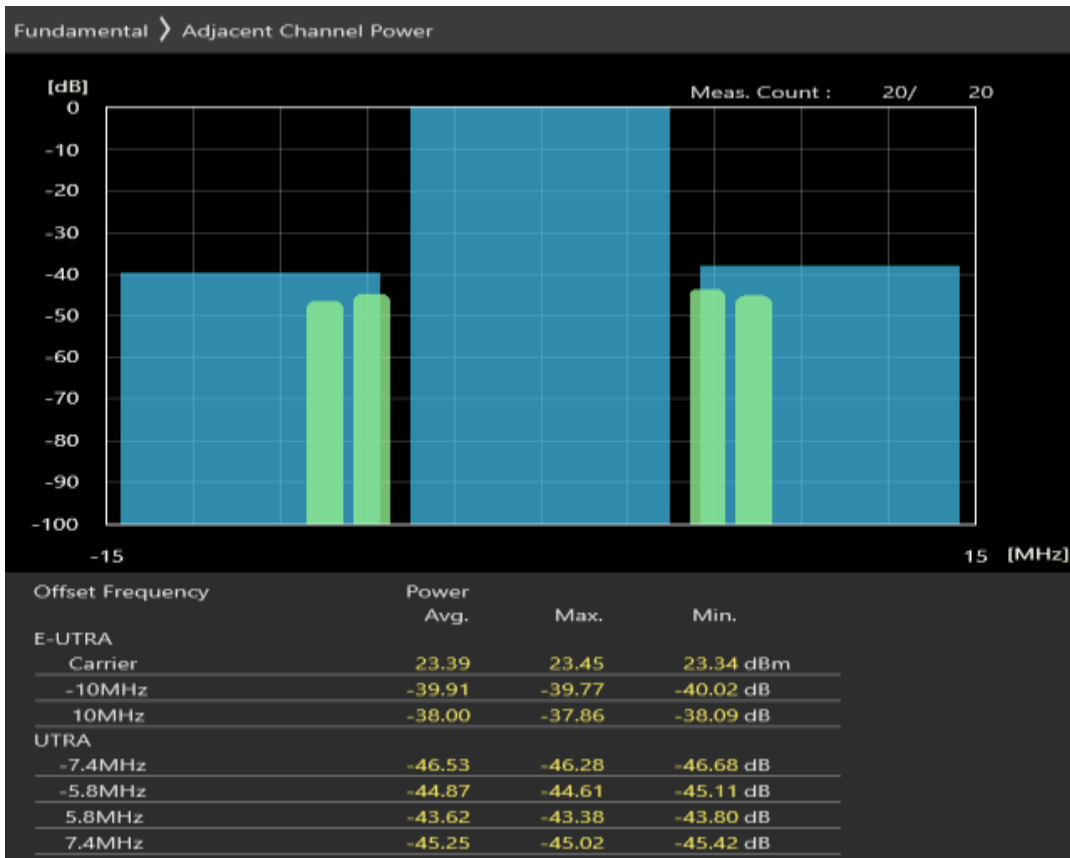 Fundamental ❯ Adjacent Channel Power
[dB]
Meas. Count : 20/ 20
0
-10
-20
-30
-40
-50
-60
-70
-80
-90
-100
-15 15 [MHz]
Offset Frequency Power
Avg. Max. Min.
E-UTRA
Carrier 23.39 23.45 23.34 dBm
-10MHz -39.91 -39.77 -40.02 dB
10MHz -38.00 -37.86 -38.09 dB
UTRA
-7.4MHz -46.53 -46.28 -46.68 dB
-5.8MHz -44.87 -44.61 -45.11 dB
5.8MHz -43.62 -43.38 -43.80 dB
7.4MHz -45.25 -45.02 -45.42 dB